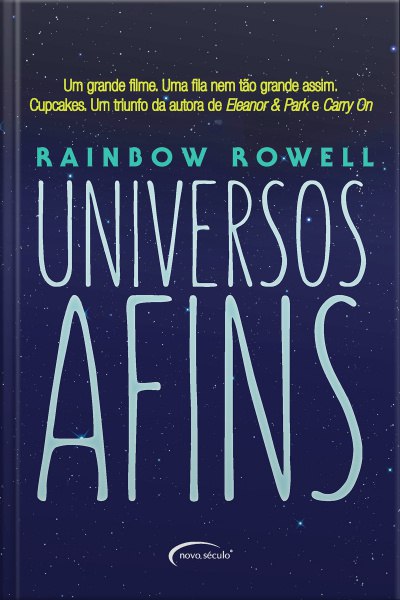 Um grande filme. Uma fila nem tão grande assim.
Cupcakes. Um triunfo da autora de Eleanor & Park e Carry On
RAINBOW ROWELL
UNIVERSOS
AFINS
novo século®